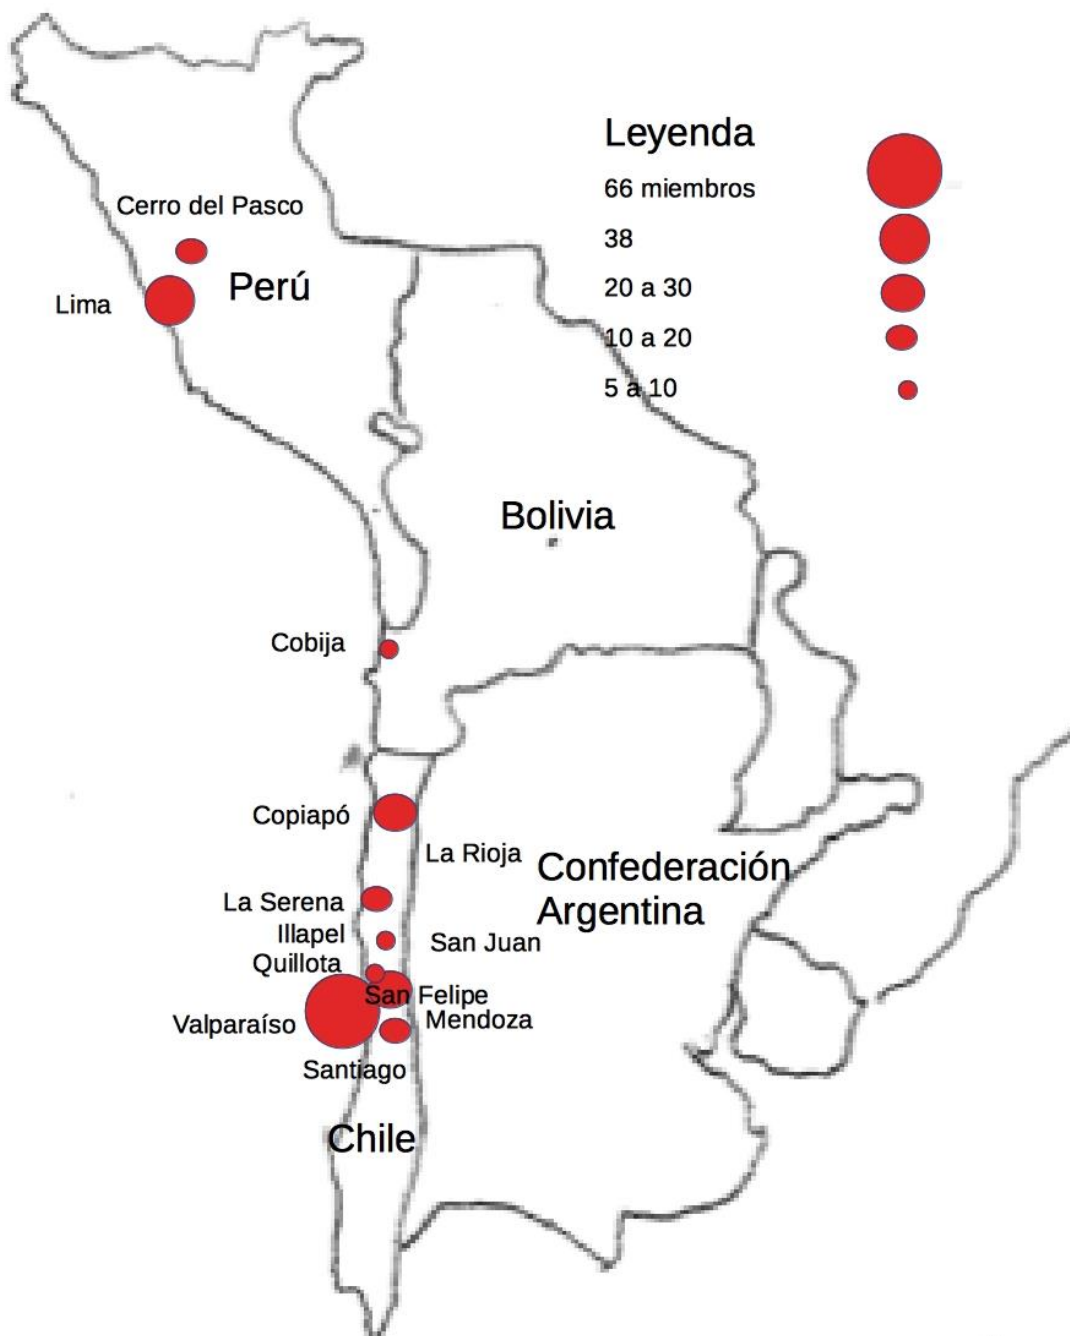 Leyenda
66 miembros
38
20 a 30
10 a 20
5 a 10
Cerro del Pasco
Perú
Lima
Bolivia
Cobija
Copiapó
La Rioja
Confederación
Argentina
La Serena
Illapel
San Juan
Quillota
San Felipe
Mendoza
Valparaíso
Santiago
Chile